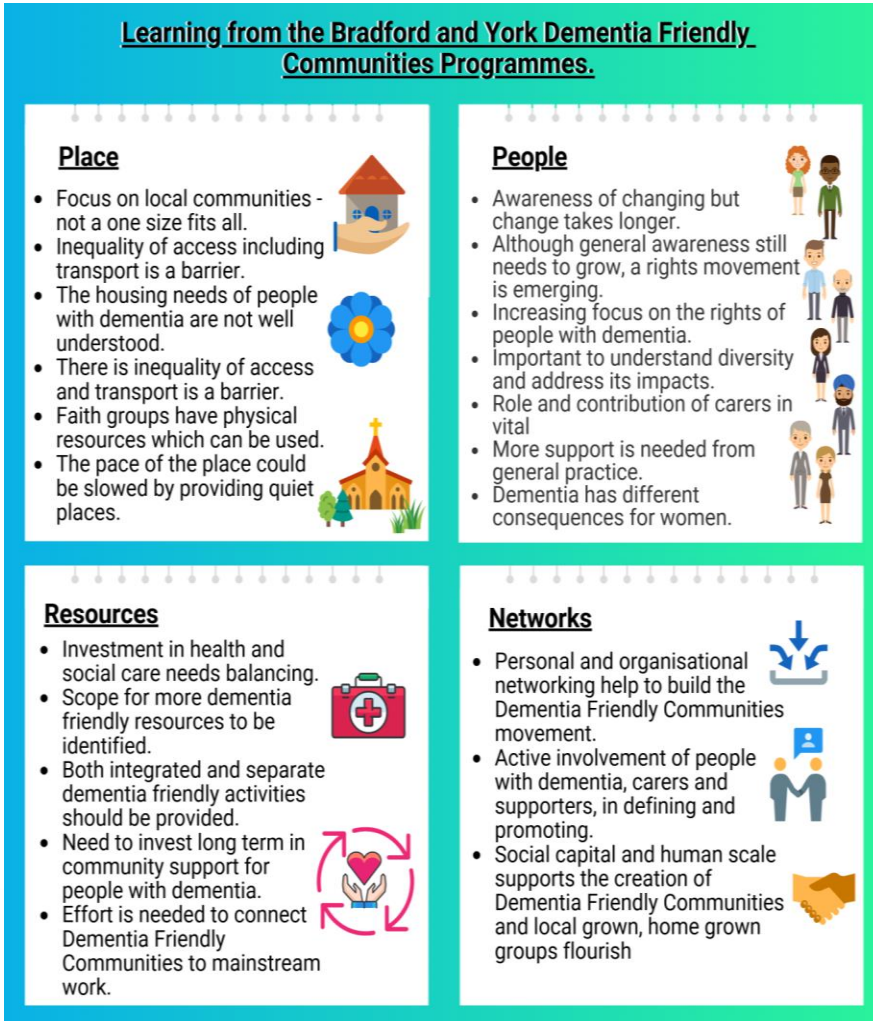 Learning from the Bradford and York Dementia Friendly
Communities Programmes.
Place
• Focus on local communities -
not a one size fits all.
• Inequality of access including
transport is a barrier.
• The housing needs of people
with dementia are not well
understood.
• There is inequality of access
and transport is a barrier.
• Faith groups have physical
resources which can be used.
• The pace of the place could
be slowed by providing quiet
places.
People
• Awareness of changing but
change takes longer.
• Although general awareness still
needs to grow, a rights movement
is emerging.
• Increasing focus on the rights of
people with dementia.
• Important to understand diversity
and address its impacts.
• Role and contribution of carers in
vital
• More support is needed from
general practice.
• Dementia has different
consequences for women.
Resources
• Investment in health and
social care needs balancing.
• Scope for more dementia
friendly resources to be
identified.
• Both integrated and separate
dementia friendly activities
should be provided.
• Need to invest long term in
community support for
people with dementia.
• Effort is needed to connect
Dementia Friendly
Communities to mainstream
work.
Networks
• Personal and organisational
networking help to build the
Dementia Friendly Communities
movement.
• Active involvement of people
with dementia, carers and
supporters, in defining and
promoting.
• Social capital and human scale
supports the creation of
Dementia Friendly Communities
and local grown, home grown
groups flourish